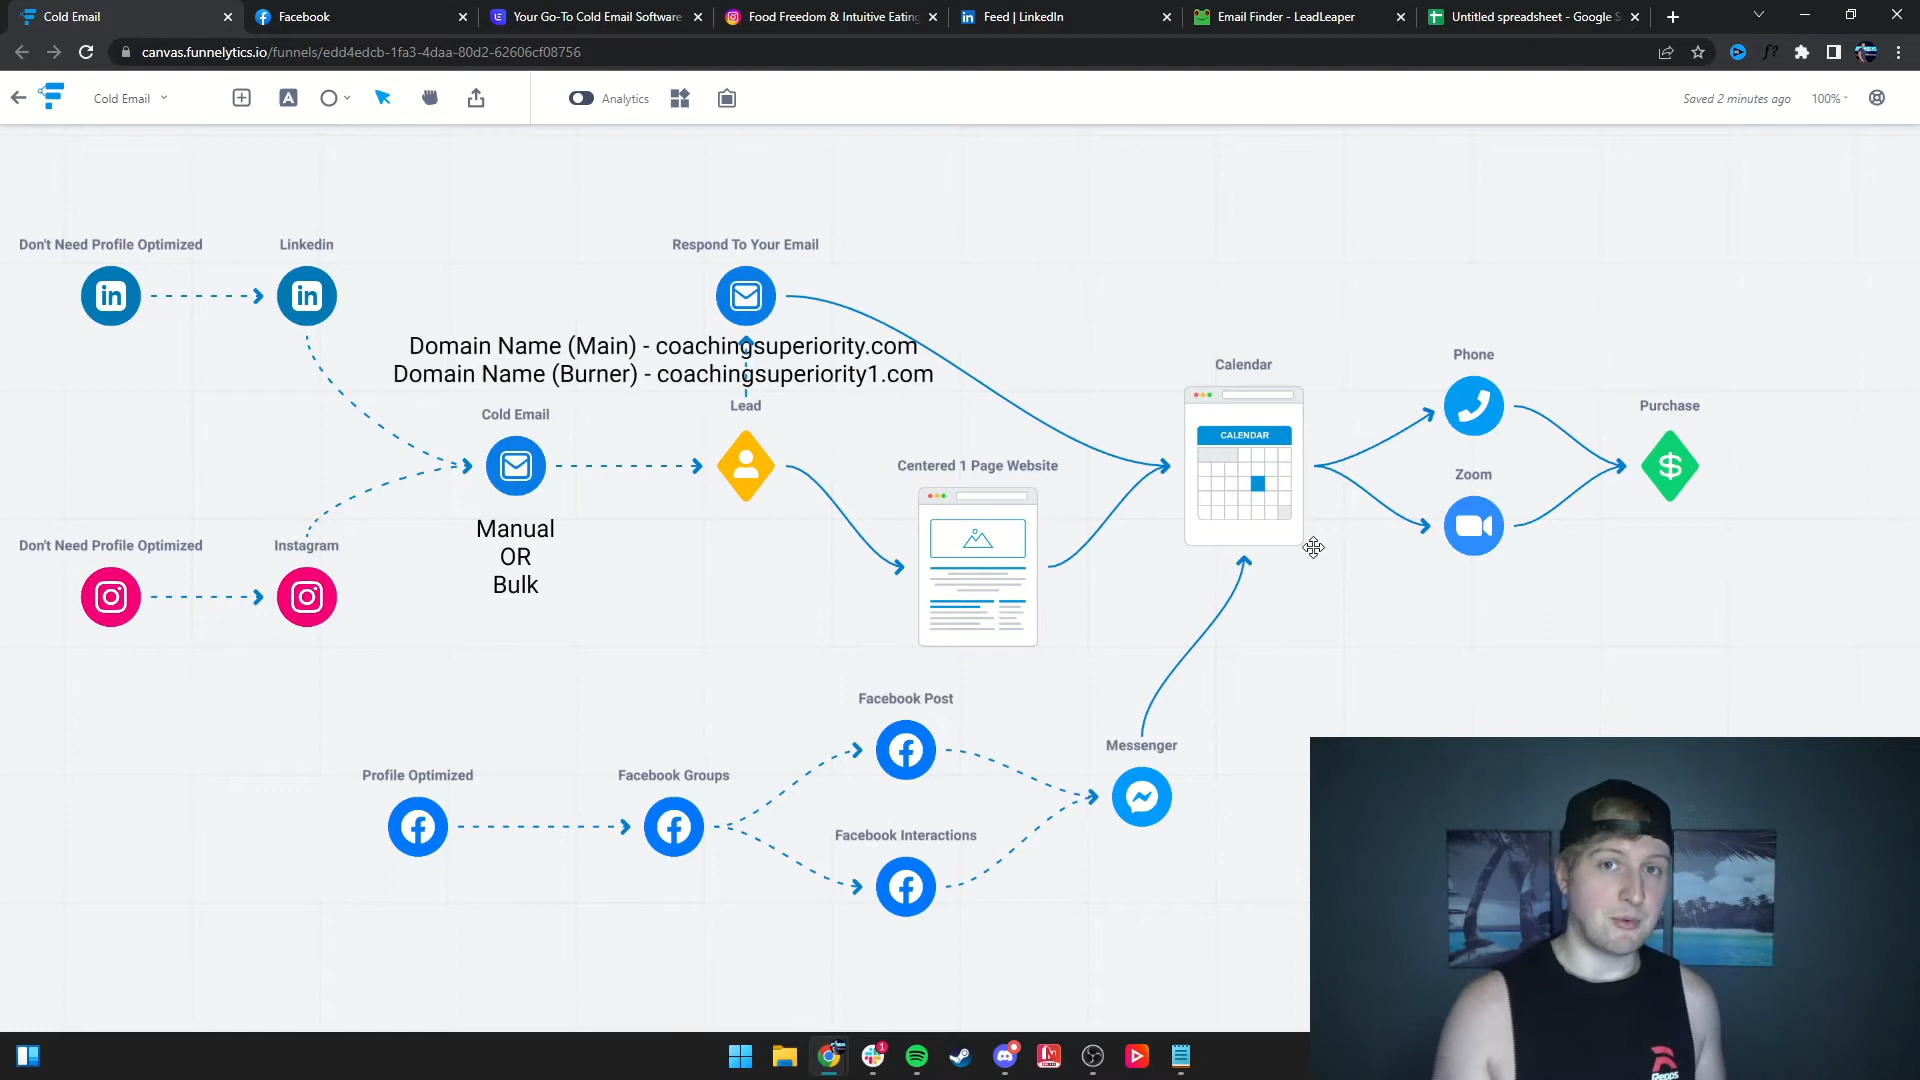 Cold Email
Facebook
Your Go-To Cold Email Software
Food Freedom & Intuitive Eating
Feed | LinkedIn
Email Finder - LeadLeaper
Untitled spreadsheet - Google S
canvas.funnelytics.io/funnels/edd4edcb-1fa3-4daa-80d2-62606cf08756
f?
Cold Email
A
Analytics
Saved 2 minutes ago
100%
Don't Need Profile Optimized
Linkedin
Respond To Your Email
in
in
Domain Name (Main) - coachingsuperiority.com
Domain Name (Burner) - coachingsuperiority1.com
Calendar
Phone
Cold Email
Lead
Purchase
CALENDAR
$
Centered 1 Page Website
Zoom
Manual
OR
Bulk
Don't Need Profile Optimized
Instagram
Facebook Post
Messenger
Profile Optimized
Facebook Groups
Facebook Interactions
1
Repps